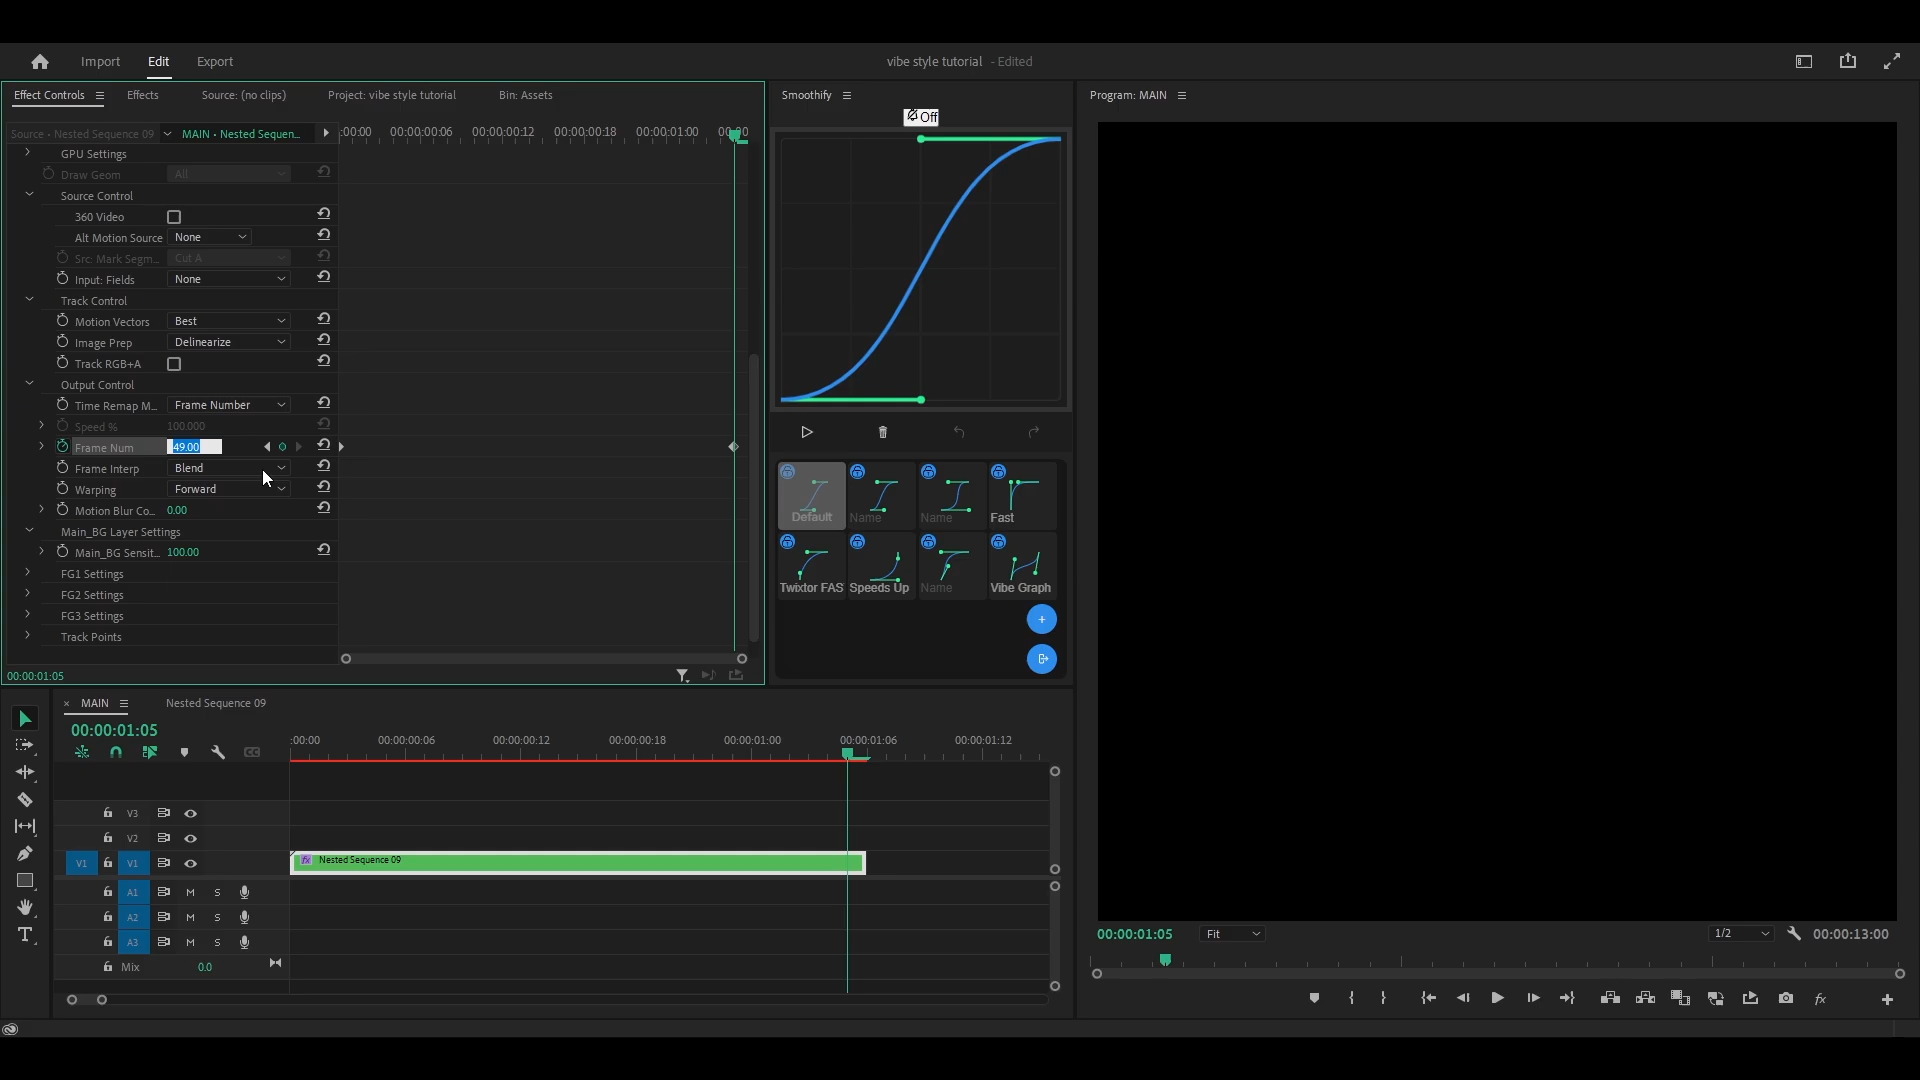 Import Edit Export
vibe style tutorial - Edited
Effect Controls
Effects
Source: (no clips)
Project: vibe style tutorial
Bin: Assets
Source • Nested Sequence 09
MAIN • Nested Sequen...
:00:00 00:00:00:06 00:00:00:12 00:00:00:18 00:00:01:00 00:00
GPU Settings
Draw Geom All
Source Control
360 Video
Alt Motion Source None
Src: Mark Segm... Cut A
Input: Fields None
Track Control
Motion Vectors Best
Image Prep Delinearize
Track RGB+A
Output Control
Time Remap M... Frame Number
Speed % 100.000
Frame Num 49.00
Frame Interp Blend
Warping Forward
Motion Blur Co... 0.00
Main_BG Layer Settings
Main_BG Sensit... 100.00
FG1 Settings
FG2 Settings
FG3 Settings
Track Points
00:00:01:05
Smoothify
Off
Default Name Name Fast
Twixtor FAS Speeds Up Name Vibe Graph
Program: MAIN
00:00:01:05 Fit 1/2 00:00:13:00
× MAIN
Nested Sequence 09
00:00:01:05
:00:00 00:00:00:06 00:00:00:12 00:00:00:18 00:00:01:00 00:00:01:06 00:00:01:12
CC
V3
V2
V1 V1
fx Nested Sequence 09
A1 M S
A2 M S
A3 M S
Mix 0.0
fx